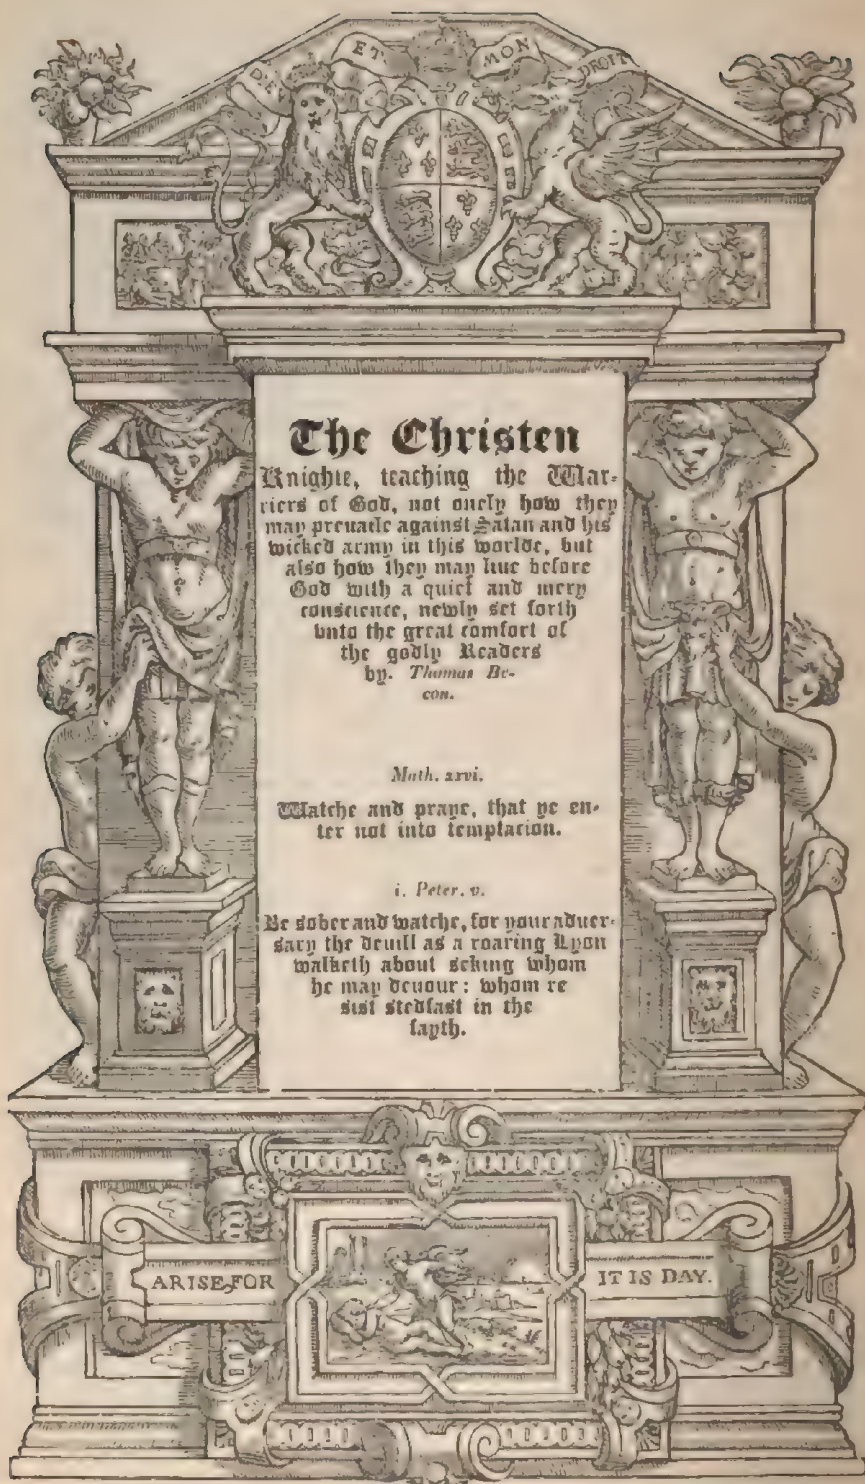 DIEV ET MON DROIT
The Christen
Knighte, teaching the War-
riers of God, not onely how they
may preuaile against Satan and his
wicked army in this worlde, but
also how they may liue before
God with a quiet and mery
conscience, newly set forth
vnto the great comfort of
the godly Readers
by. Thomas Be-
con.
Math. xxvi.
Watche and praye, that ye en-
ter not into temptacion.
i. Peter. v.
Be sober and watche, for your aduer-
sary the deuill as a roaring Lyon
walketh about seking whom
he may deuour: whom re
sist stedfast in the
fayth.
ARISE, FOR IT IS DAY.